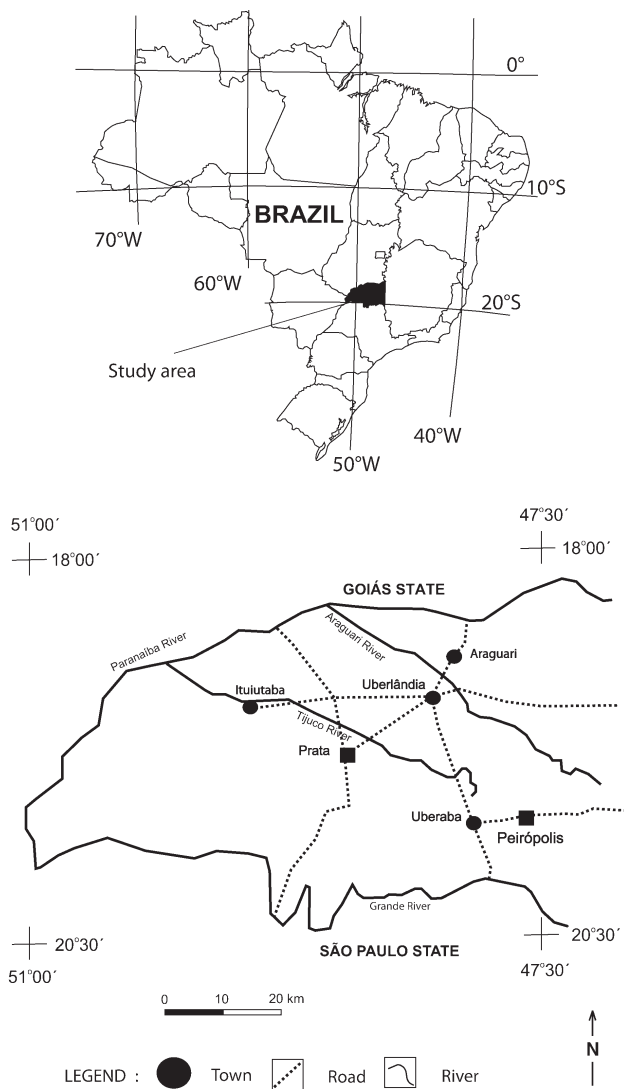 0°
10°S
BRAZIL
70°W
60°W
20°S
Study area
40°W
50°W
51°00´
47°30´
18°00´
18°00´
GOIÁS STATE
Araguari River
Paranaíba River
Araguari
Uberlândia
Ituiutaba
Tijuco River
Prata
Uberaba
Peirópolis
Grande River
20°30´
20°30´
SÃO PAULO STATE
51°00´
47°30´
0 10 20 km
N
LEGEND : Town Road River